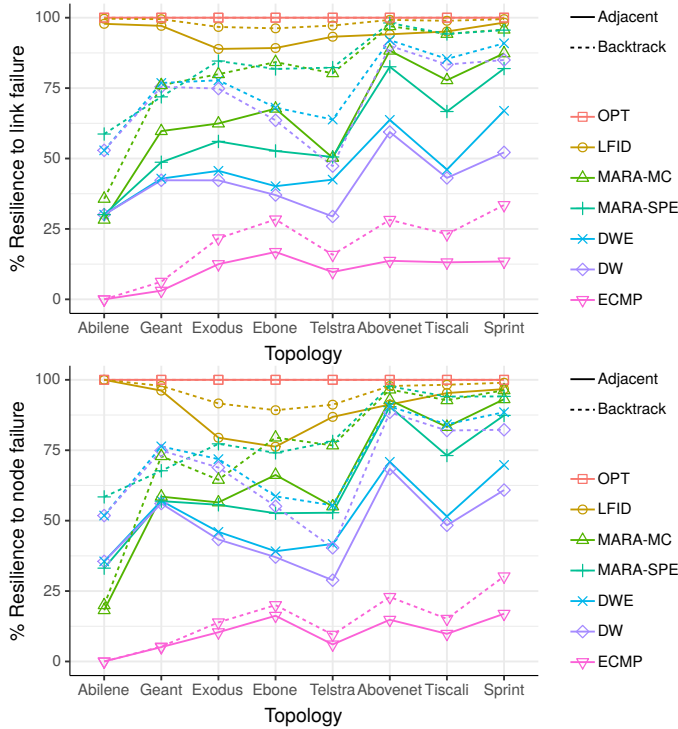 % Resilience to link failure
100
75
50
25
0
Abilene Geant Exodus Ebone Telstra Abovenet Tiscali Sprint
Topology
Adjacent
Backtrack
OPT
LFID
MARA-MC
MARA-SPE
DWE
DW
ECMP
% Resilience to node failure
100
75
50
25
0
Abilene Geant Exodus Ebone Telstra Abovenet Tiscali Sprint
Topology
Adjacent
Backtrack
OPT
LFID
MARA-MC
MARA-SPE
DWE
DW
ECMP